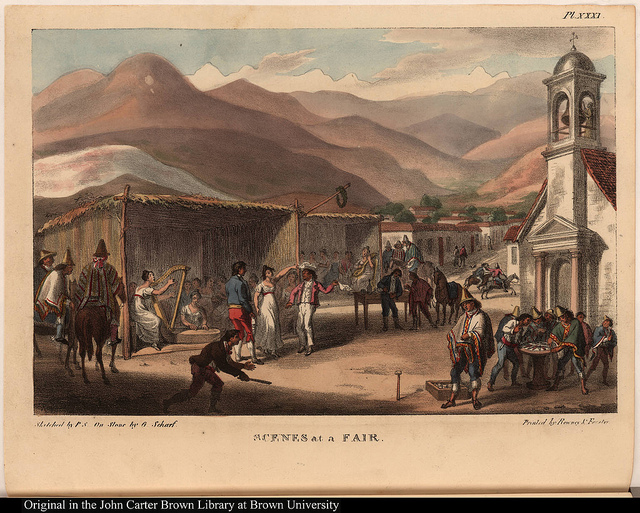 Pl. XXXI.
Sketched by P.S. On Stone by G. Scharf. Printed by Rowney & Forster
SCENES at a FAIR.
Original in the John Carter Brown Library at Brown University